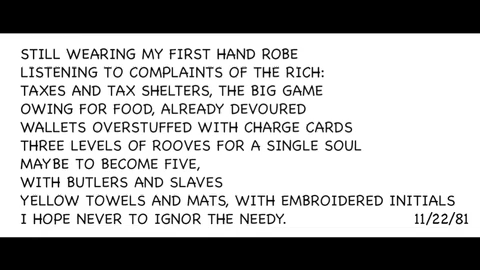 STILL WEARING MY FIRST HAND ROBE
LISTENING TO COMPLAINTS OF THE RICH:
TAXES AND TAX SHELTERS, THE BIG GAME
OWING FOR FOOD, ALREADY DEVOURED
WALLETS OVERSTUFFED WITH CHARGE CARDS
THREE LEVELS OF ROOVES FOR A SINGLE SOUL
MAYBE TO BECOME FIVE,
WITH BUTLERS AND SLAVES
YELLOW TOWELS AND MATS, WITH EMBROIDERED INITIALS
I HOPE NEVER TO IGNOR THE NEEDY. 11/22/81